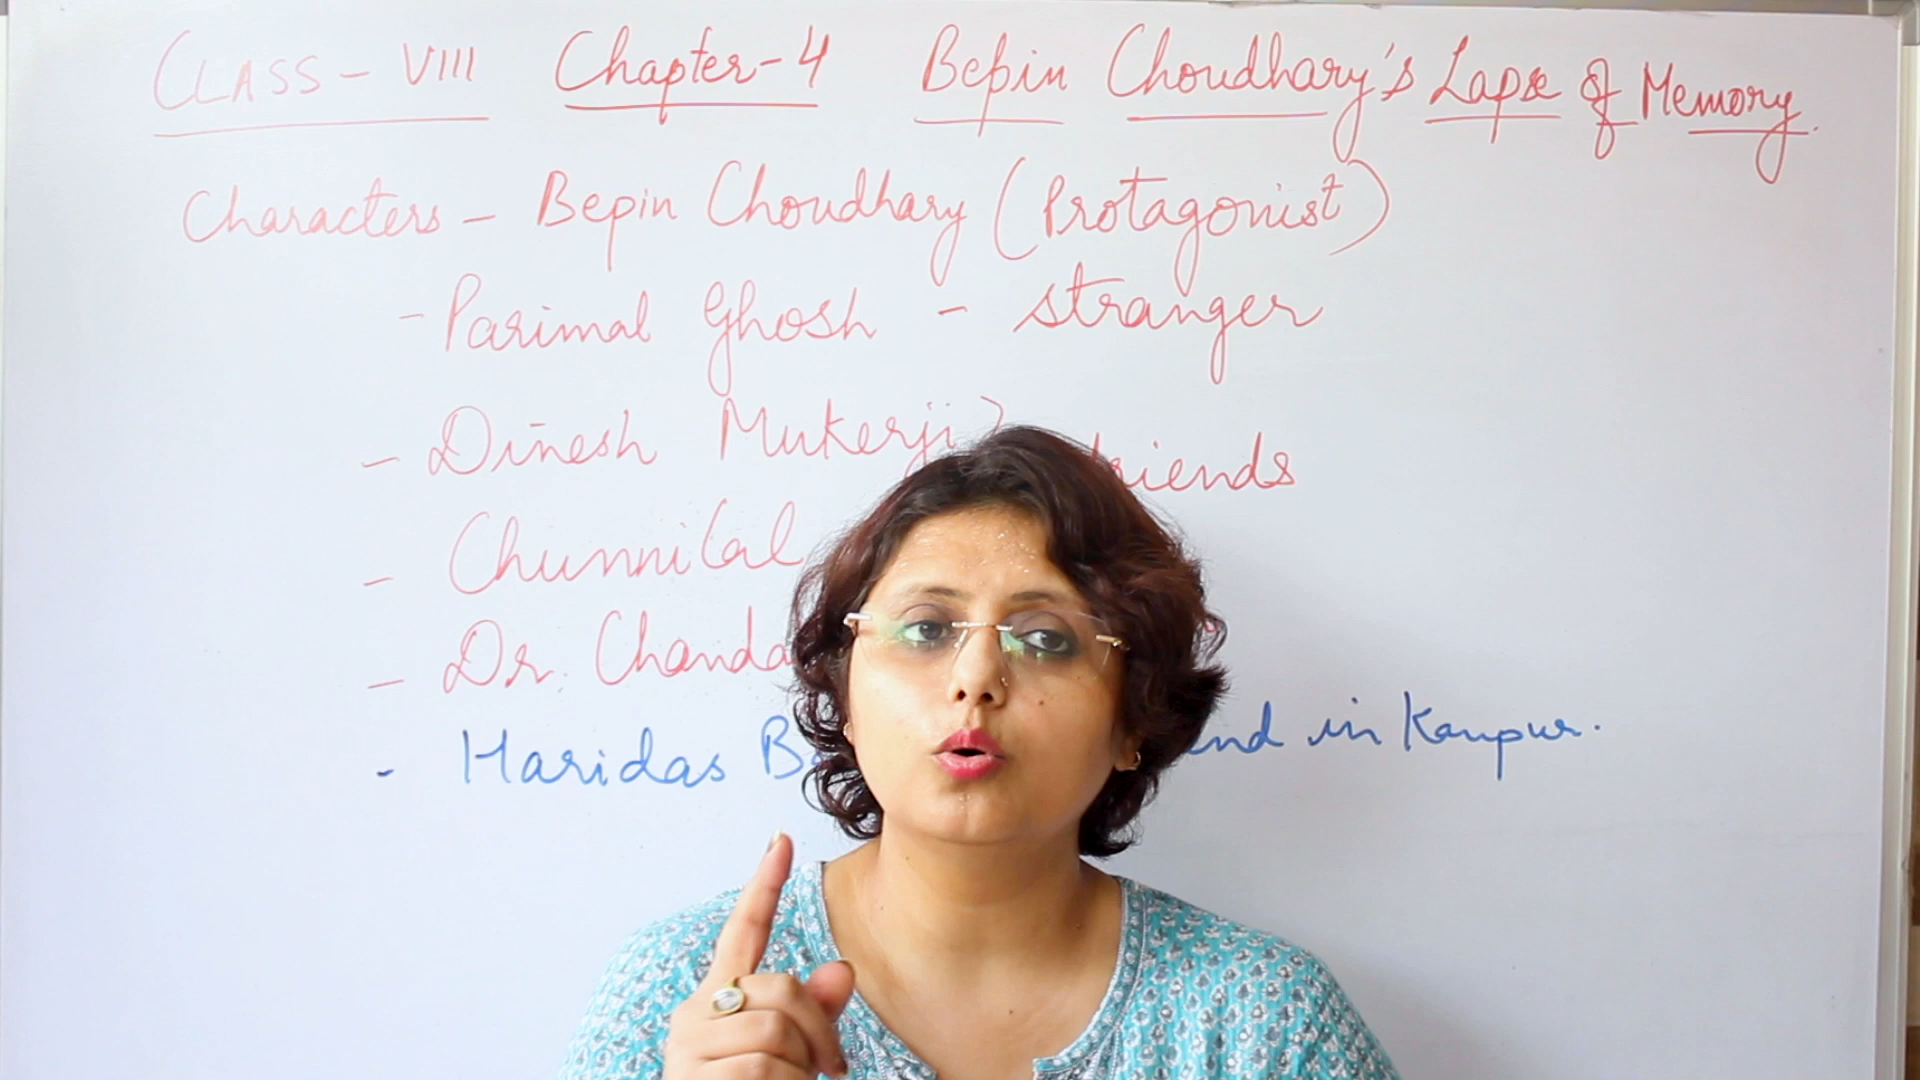 CLASS - VIII Chapter-4 Bepin Choudhary's Lapse of Memory.
Characters - Bepin Choudhary (Protagonist)
- Parimal Ghosh - stranger
- Dinesh Mukerji
- Chunnilal
- Dr.
- Haridas in Kanpur.